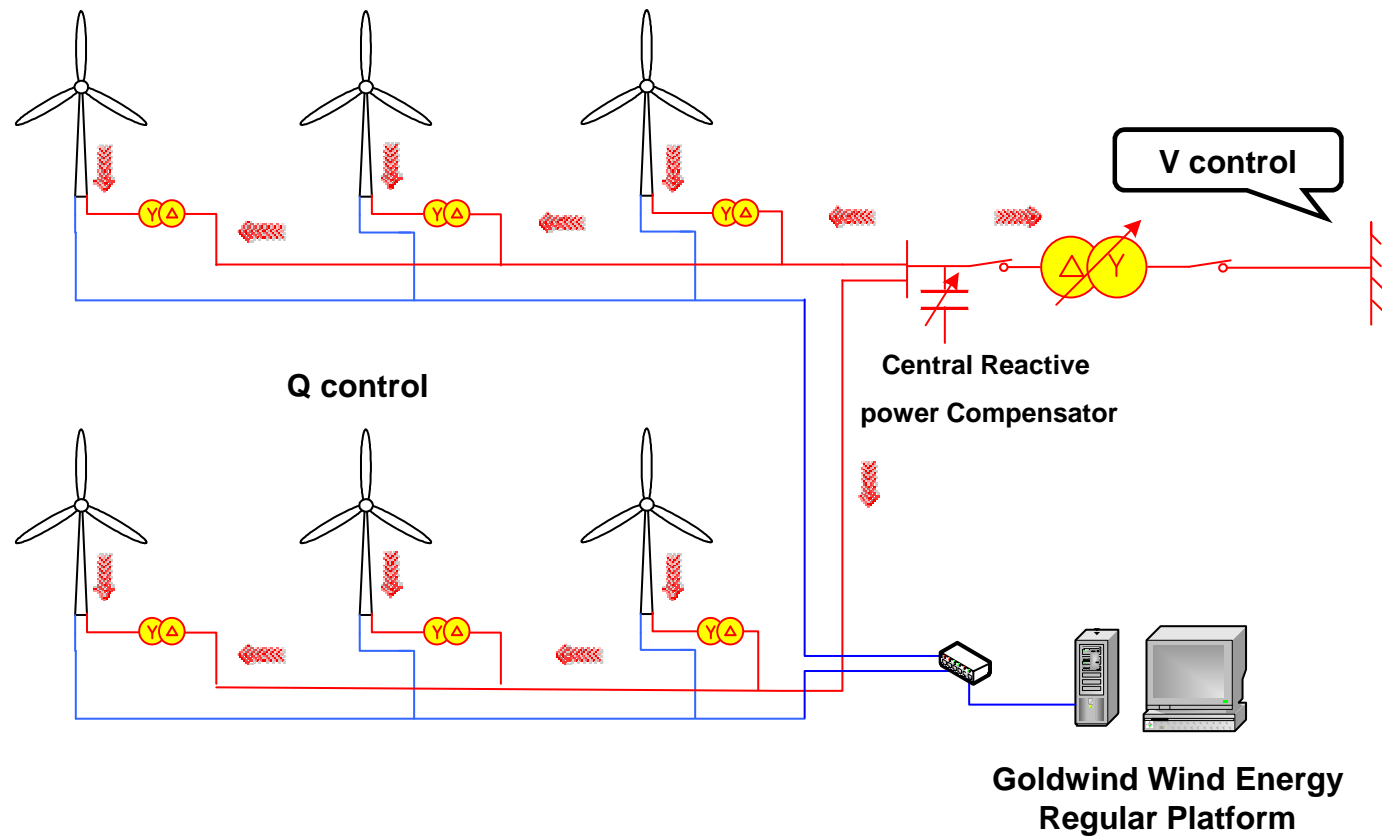 V control
Y Δ
Y Δ
Y Δ
Δ Y
Central Reactive
power Compensator
Q control
Y Δ
Y Δ
Y Δ
Goldwind Wind Energy
Regular Platform